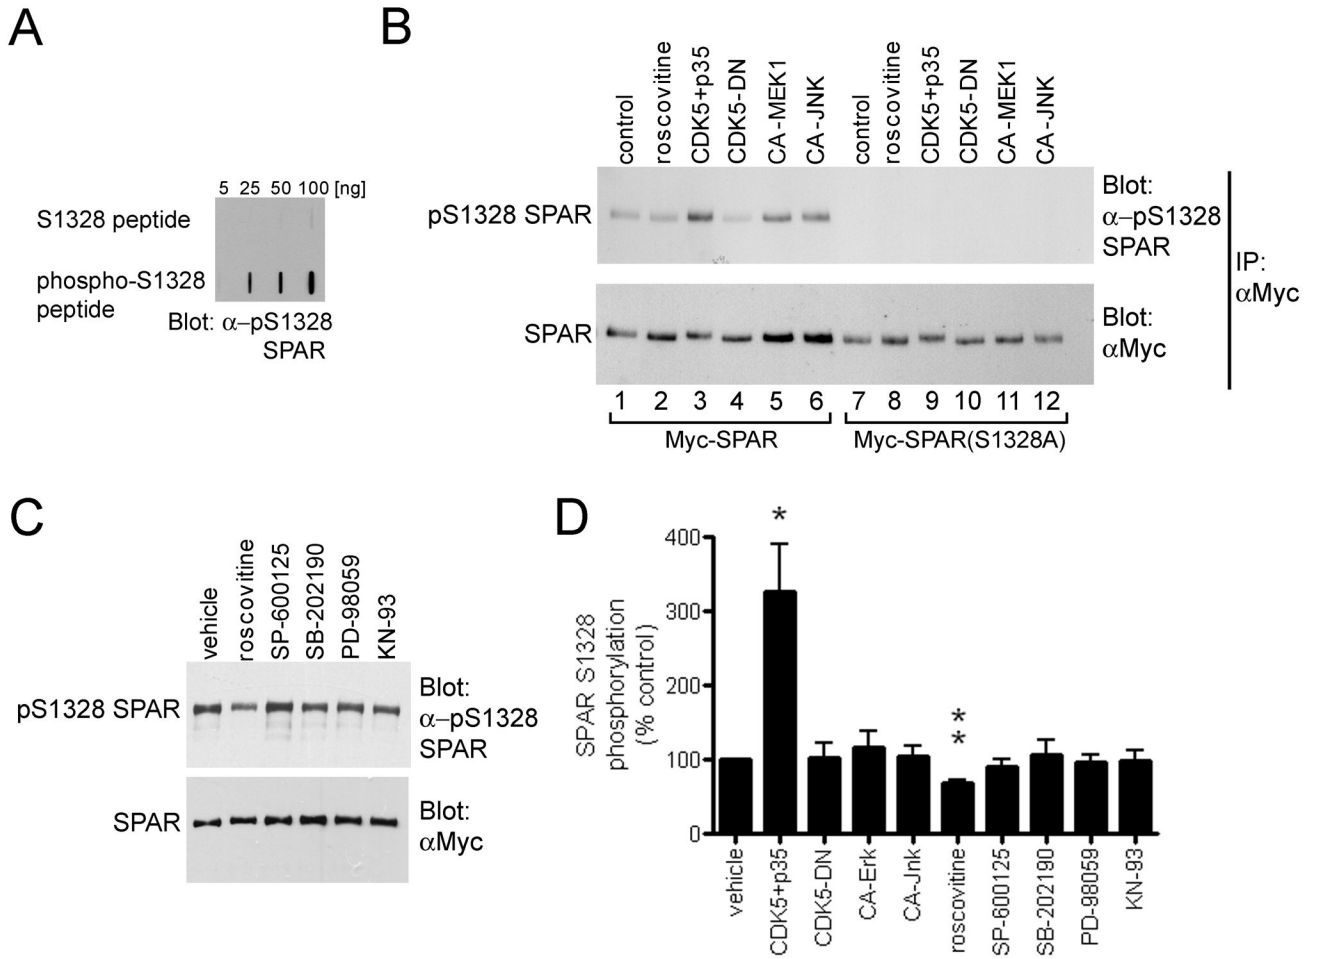 A
5 25 50 100 [ng]
S1328 peptide
phospho-S1328
peptide
Blot: α–pS1328
SPAR
B
control
roscovitine
CDK5+p35
CDK5-DN
CA-MEK1
CA-JNK
control
roscovitine
CDK5+p35
CDK5-DN
CA-MEK1
CA-JNK
pS1328 SPAR
Blot:
α–pS1328
SPAR
SPAR
Blot:
αMyc
IP:
αMyc
1 2 3 4 5 6 7 8 9 10 11 12
Myc-SPAR
Myc-SPAR(S1328A)
C
vehicle
roscovitine
SP-600125
SB-202190
PD-98059
KN-93
pS1328 SPAR
Blot:
α–pS1328
SPAR
SPAR
Blot:
αMyc
D
SPAR S1328
phosphorylation
(% control)
400
300
200
100
0
*
*
*
vehicle
CDK5+p35
CDK5-DN
CA-Erk
CA-Jnk
roscovitine
SP-600125
SB-202190
PD-98059
KN-93